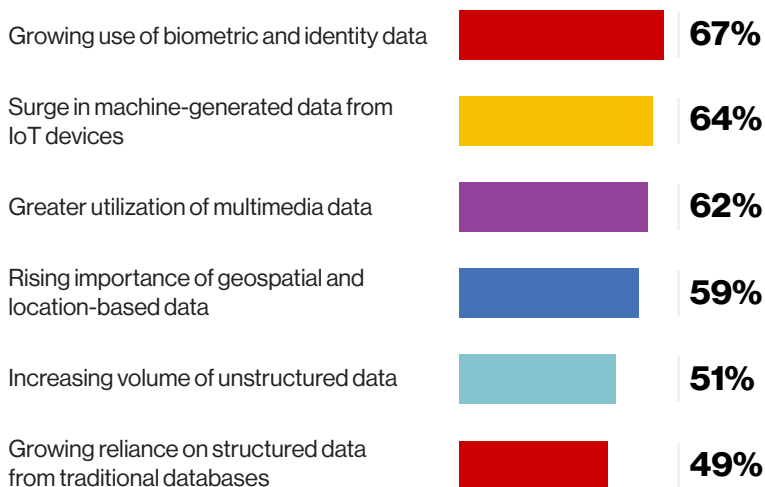 Growing use of biometric and identity data
67%
Surge in machine-generated data from
IoT devices
64%
Greater utilization of multimedia data
62%
Rising importance of geospatial and
location-based data
59%
Increasing volume of unstructured data
51%
Growing reliance on structured data
from traditional databases
49%